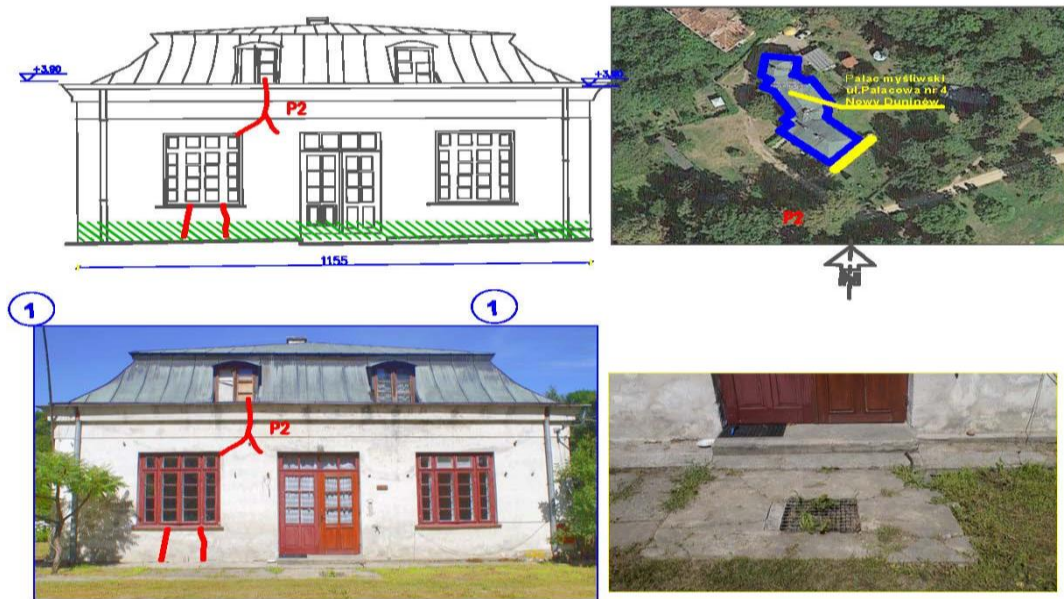 +3.90
+3.90
P2
1155
Pałac myśliwski
ul.Pałacowa nr 4
Nowy Duninów
P2
1
1
P2